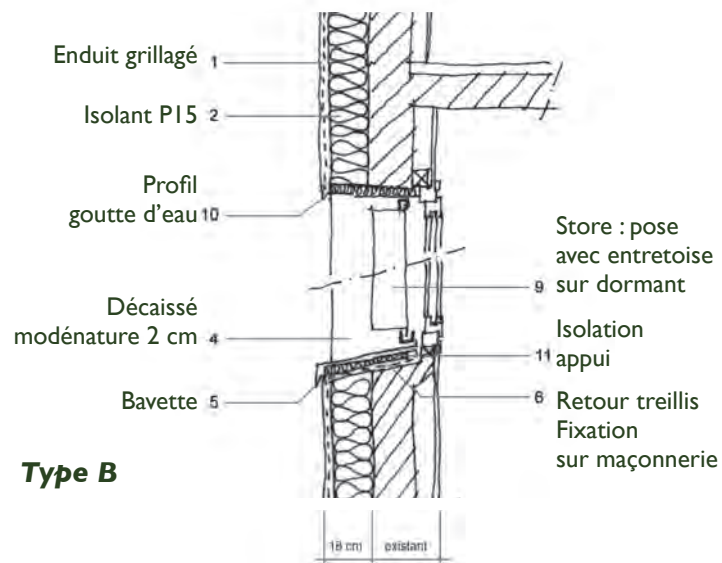 Enduit grillagé 1
Isolant P15 2
Profil
goutte d'eau 10
Décaissé
modénature 2 cm 4
Bavette 5
Store : pose
avec entretoise
9 sur dormant
Isolation
11 appui
6 Retour treillis
Fixation
sur maçonnerie
Type B
18 cm existant